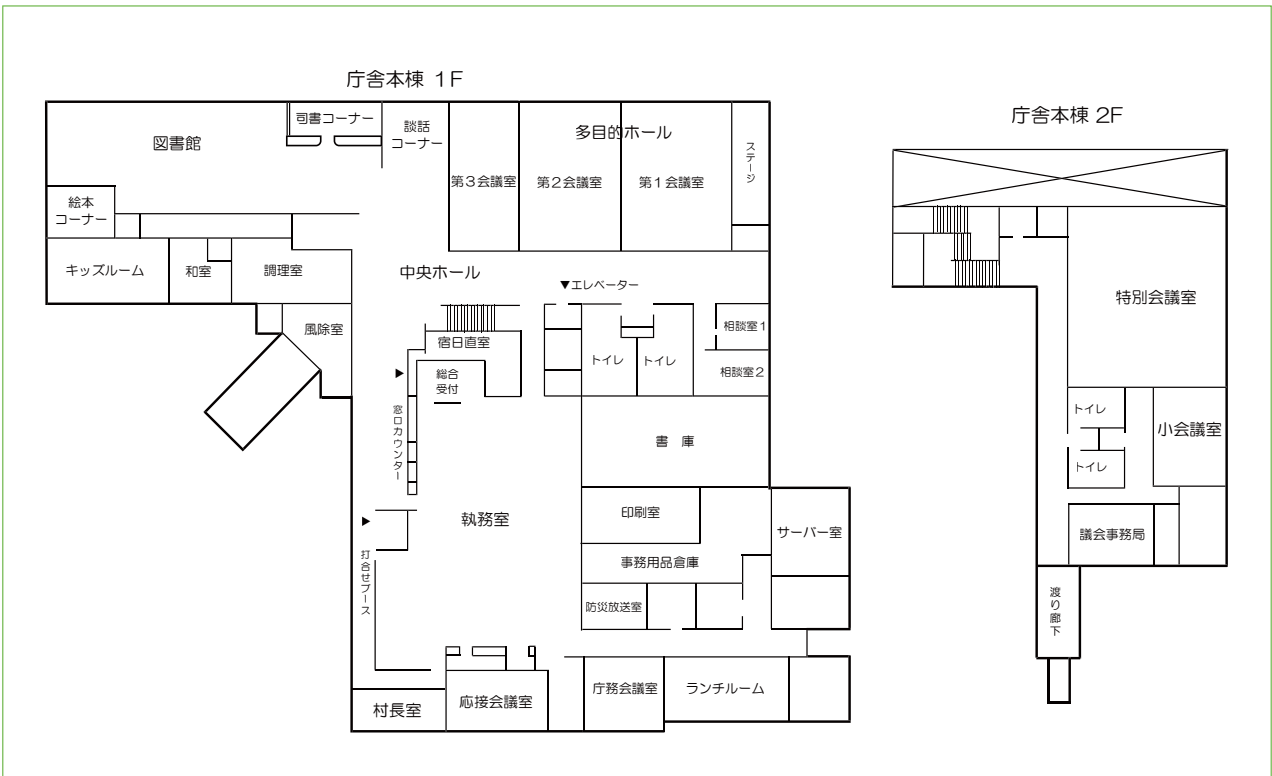 庁舎本棟 1F
図書館
司書コーナー
談話
コーナー
多目的ホール
ステージ
第3会議室
第2会議室
第1会議室
絵本
コーナー
キッズルーム
和室
調理室
中央ホール
▼エレベーター
風除室
宿日直室
総合
受付
トイレ
トイレ
相談室1
相談室2
窓口カウンター
書 庫
執務室
印刷室
サーバー室
事務用品倉庫
打合せブース
防災放送室
村長室
応接会議室
庁務会議室
ランチルーム
庁舎本棟 2F
特別会議室
トイレ
小会議室
トイレ
議会事務局
渡り廊下